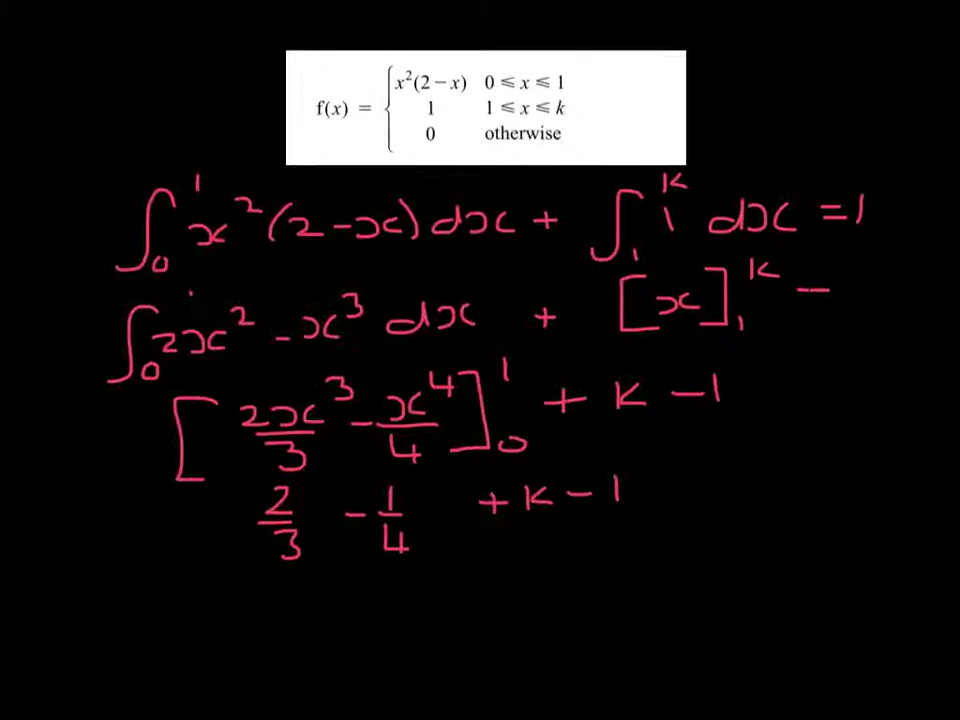 f(x) = { x²(2 − x) 0 ⩽ x ⩽ 1
1 1 ⩽ x ⩽ k
0 otherwise
∫₀¹ x²(2−x) dx + ∫₁ᵏ 1 dx = 1
∫₀ 2x² − x³ dx + [x]₁ᵏ −
[2x³/3 − x⁴/4]₀¹ + k − 1
2/3 − 1/4 + k − 1